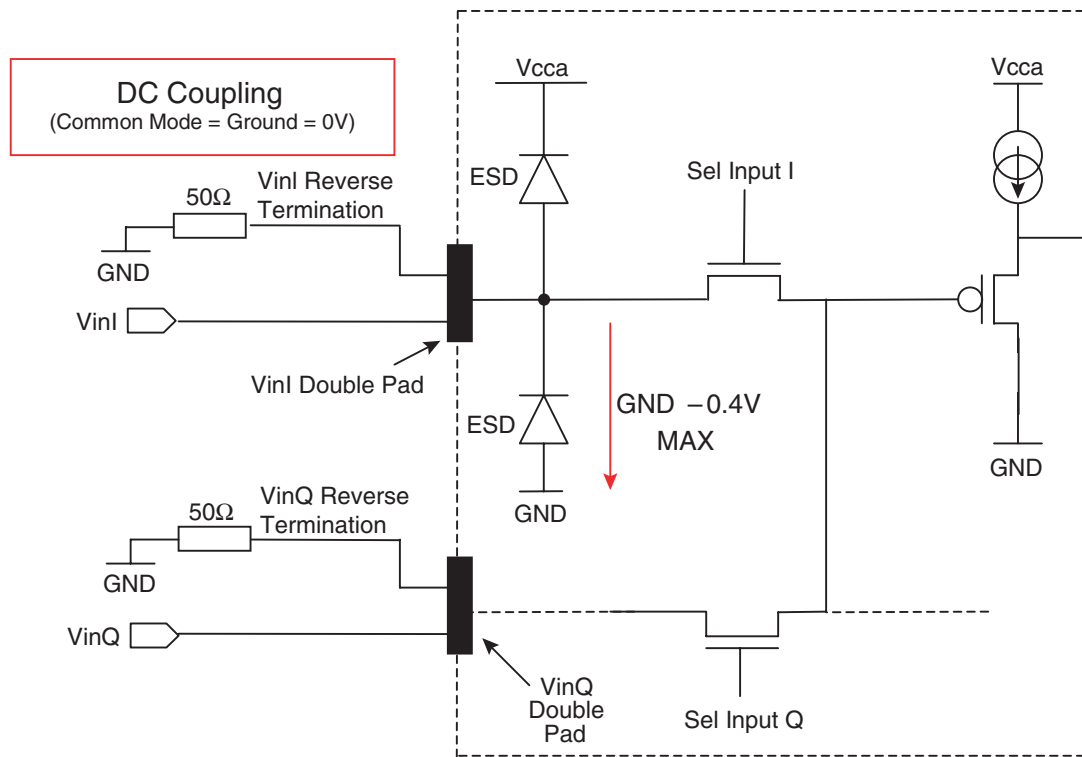 DC Coupling
(Common Mode = Ground = 0V)
Vcca
Vcca
ESD
Sel Input I
50Ω
VinI Reverse
Termination
GND
VinI
VinI Double Pad
ESD
GND
GND –0.4V
MAX
GND
50Ω
VinQ Reverse
Termination
GND
VinQ
VinQ
Double
Pad
Sel Input Q